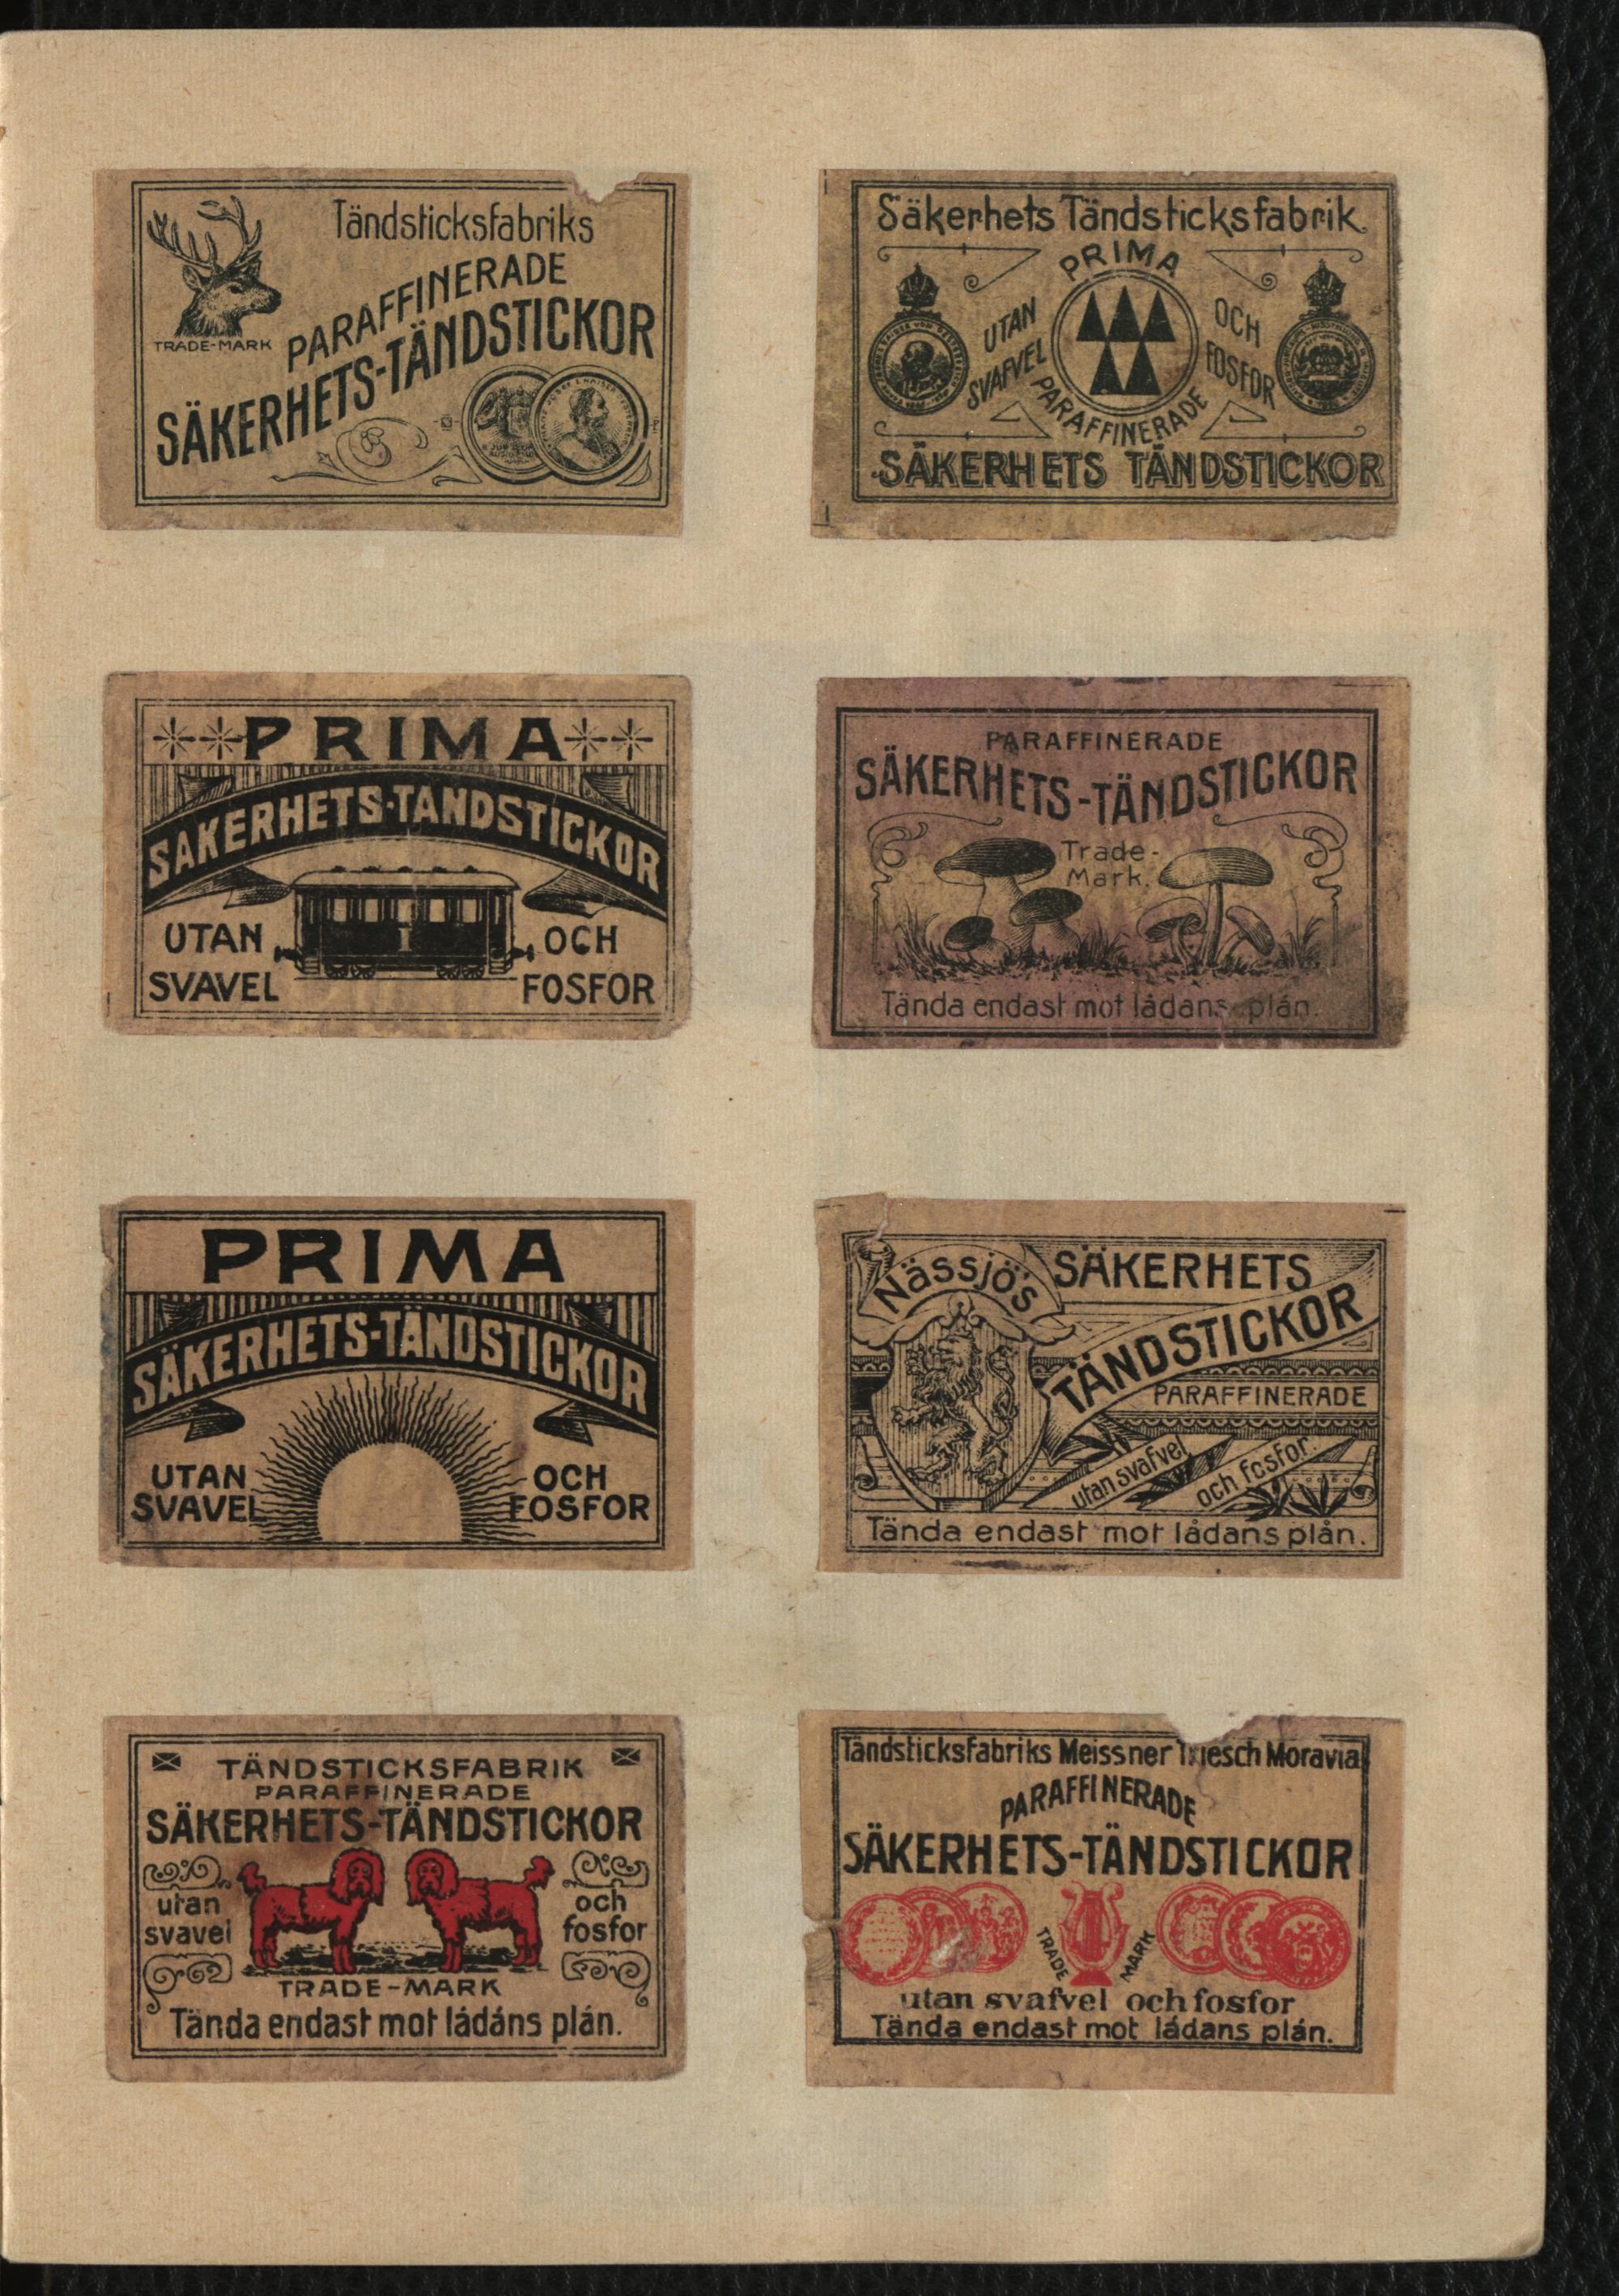 Tändsticksfabriks
PARAFFINERADE
SÄKERHETS-TÄNDSTICKOR
TRADE-MARK
Säkerhets Tändsticksfabrik.
PRIMA
UTAN
SVAFVEL
OCH
FOSFOR
PARAFFINERADE
SÄKERHETS TÄNDSTICKOR
PRIMA
SAKERHETS-TANDSTICKOR
UTAN
SVAVEL
I
OCH
FOSFOR
PARAFFINERADE
SÄKERHETS-TÄNDSTICKOR
Trade-
Mark.
Tända endast mot lådans plån.
PRIMA
SÄKERHETS-TÄNDSTICKOR
UTAN
SVAVEL
OCH
FOSFOR
Nässjö's
SÄKERHETS
TÄNDSTICKOR
PARAFFINERADE
utan svafvel
och fosfor.
Tända endast mot lådans plån.
TÄNDSTICKSFABRIK
PARAFFINERADE
SÄKERHETS-TÄNDSTICKOR
utan
svavel
och
fosfor
TRADE-MARK
Tända endast mot lådáns plån.
Tändsticksfabriks Meissner Triesch Moravia
PARAFFINERADE
SÄKERHETS-TÄNDSTICKOR
TRADE MARK
utan svafvel och fosfor
Tända endast mot lådans plån.